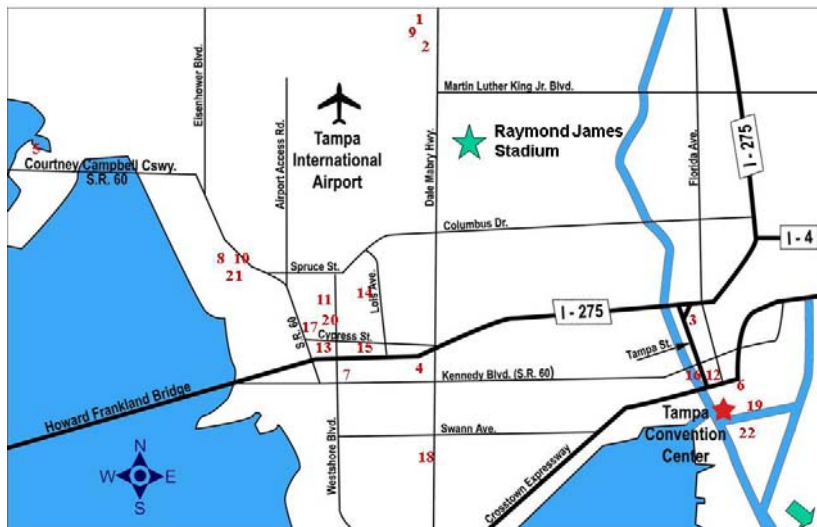 1
9
2
Eisenhower Blvd.
Martin Luther King Jr. Blvd.
Airport Access Rd.
Tampa
International
Airport
Dale Mabry Hwy.
Raymond James
Stadium
Florida Ave.
I - 275
5
Courtney Campbell Cswy.
S.R. 60
Columbus Dr.
I - 4
8 10
21
Spruce St.
Lois Ave.
14
11
20
17
S.R. 60
Cypress St.
13
15
I - 275
3
Tampa St.
7
4
Kennedy Blvd. (S.R. 60)
16 12
6
Howard Frankland Bridge
Westshore Blvd.
Swann Ave.
18
Crosstown Expressway
Tampa
Convention
Center
19
22
N
W
E
S